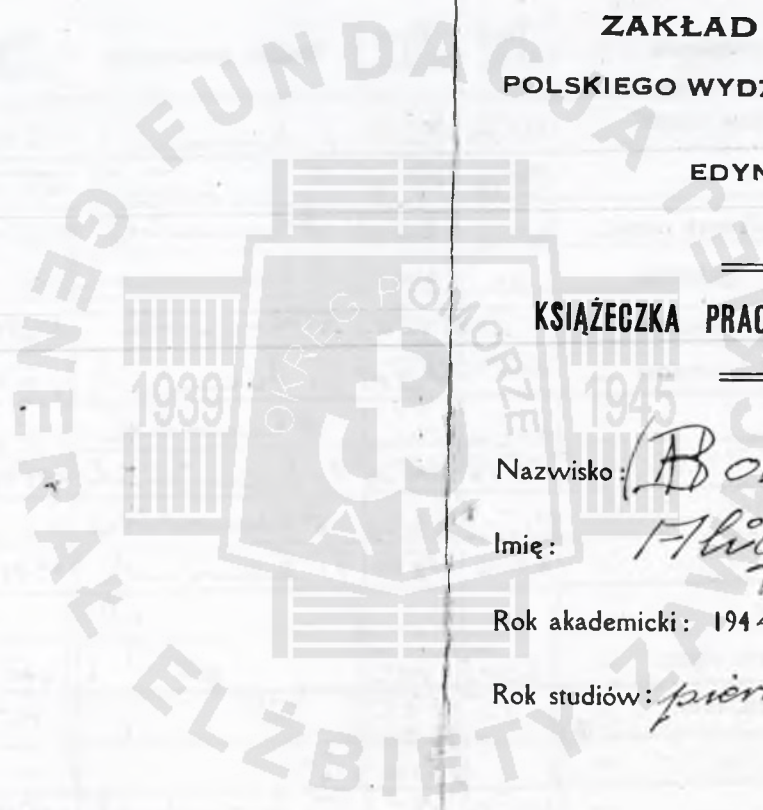 ZAKŁAD
POLSKIEGO WYDZ
EDYN
KSIĄŻECZKA PRAC
Nazwisko:
Imię:
Rok akademicki: 194
Rok studiów:
FUNDACJA GENERAŁ ELŻBIETY ZAWACKIEJ
OKRĘG POMORZE
1939
1945
AK